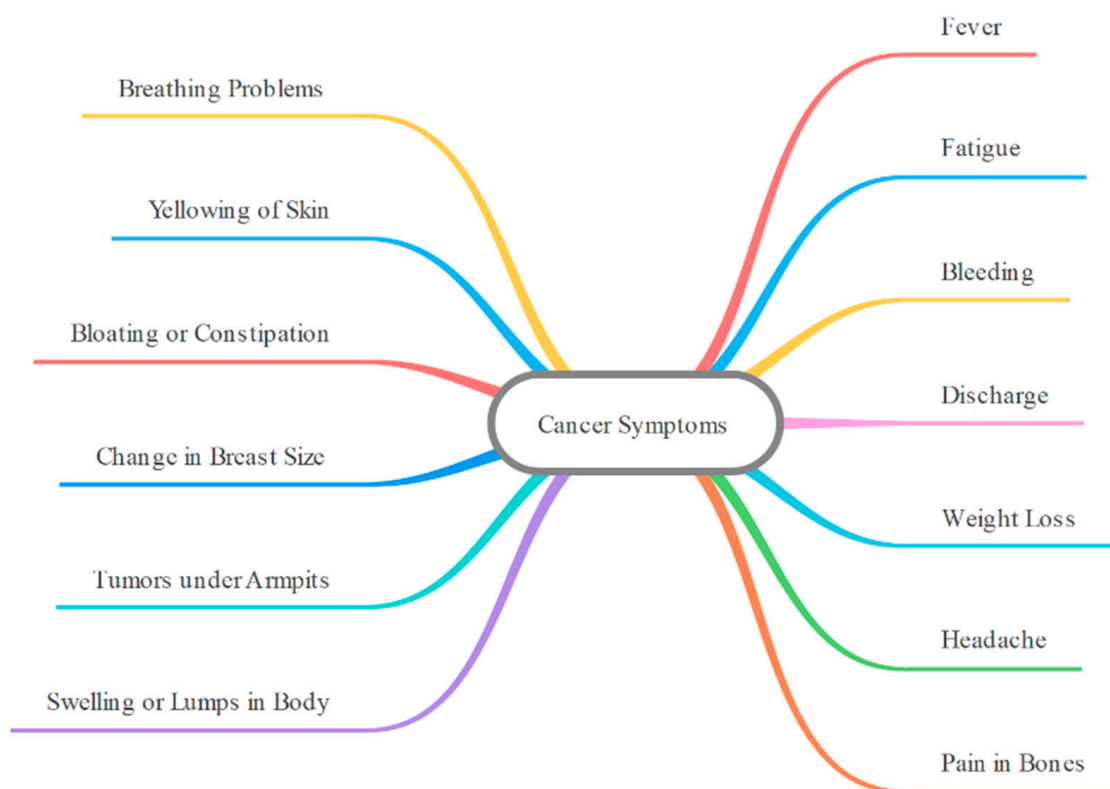 Fever
Breathing Problems
Fatigue
Yellowing of Skin
Bleeding
Bloating or Constipation
Discharge
Cancer Symptoms
Change in Breast Size
Weight Loss
Tumors under Armpits
Headache
Swelling or Lumps in Body
Pain in Bones